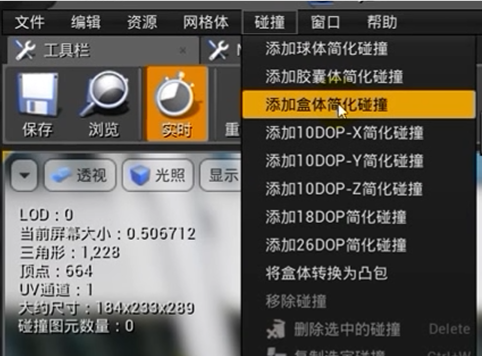 文件 编辑 资源 网格体 碰撞 窗口 帮助
工具栏
保存 浏览 实时
透视 光照 显示
LOD：0
当前屏幕大小：0.506712
三角形：1,228
顶点：664
UV通道：1
大约尺寸：184x233x289
碰撞图元数量：0
添加球体简化碰撞
添加胶囊体简化碰撞
添加盒体简化碰撞
添加10DOP-X简化碰撞
添加10DOP-Y简化碰撞
添加10DOP-Z简化碰撞
添加18DOP简化碰撞
添加26DOP简化碰撞
将盒体转换为凸包
移除碰撞
删除选中的碰撞 Delete